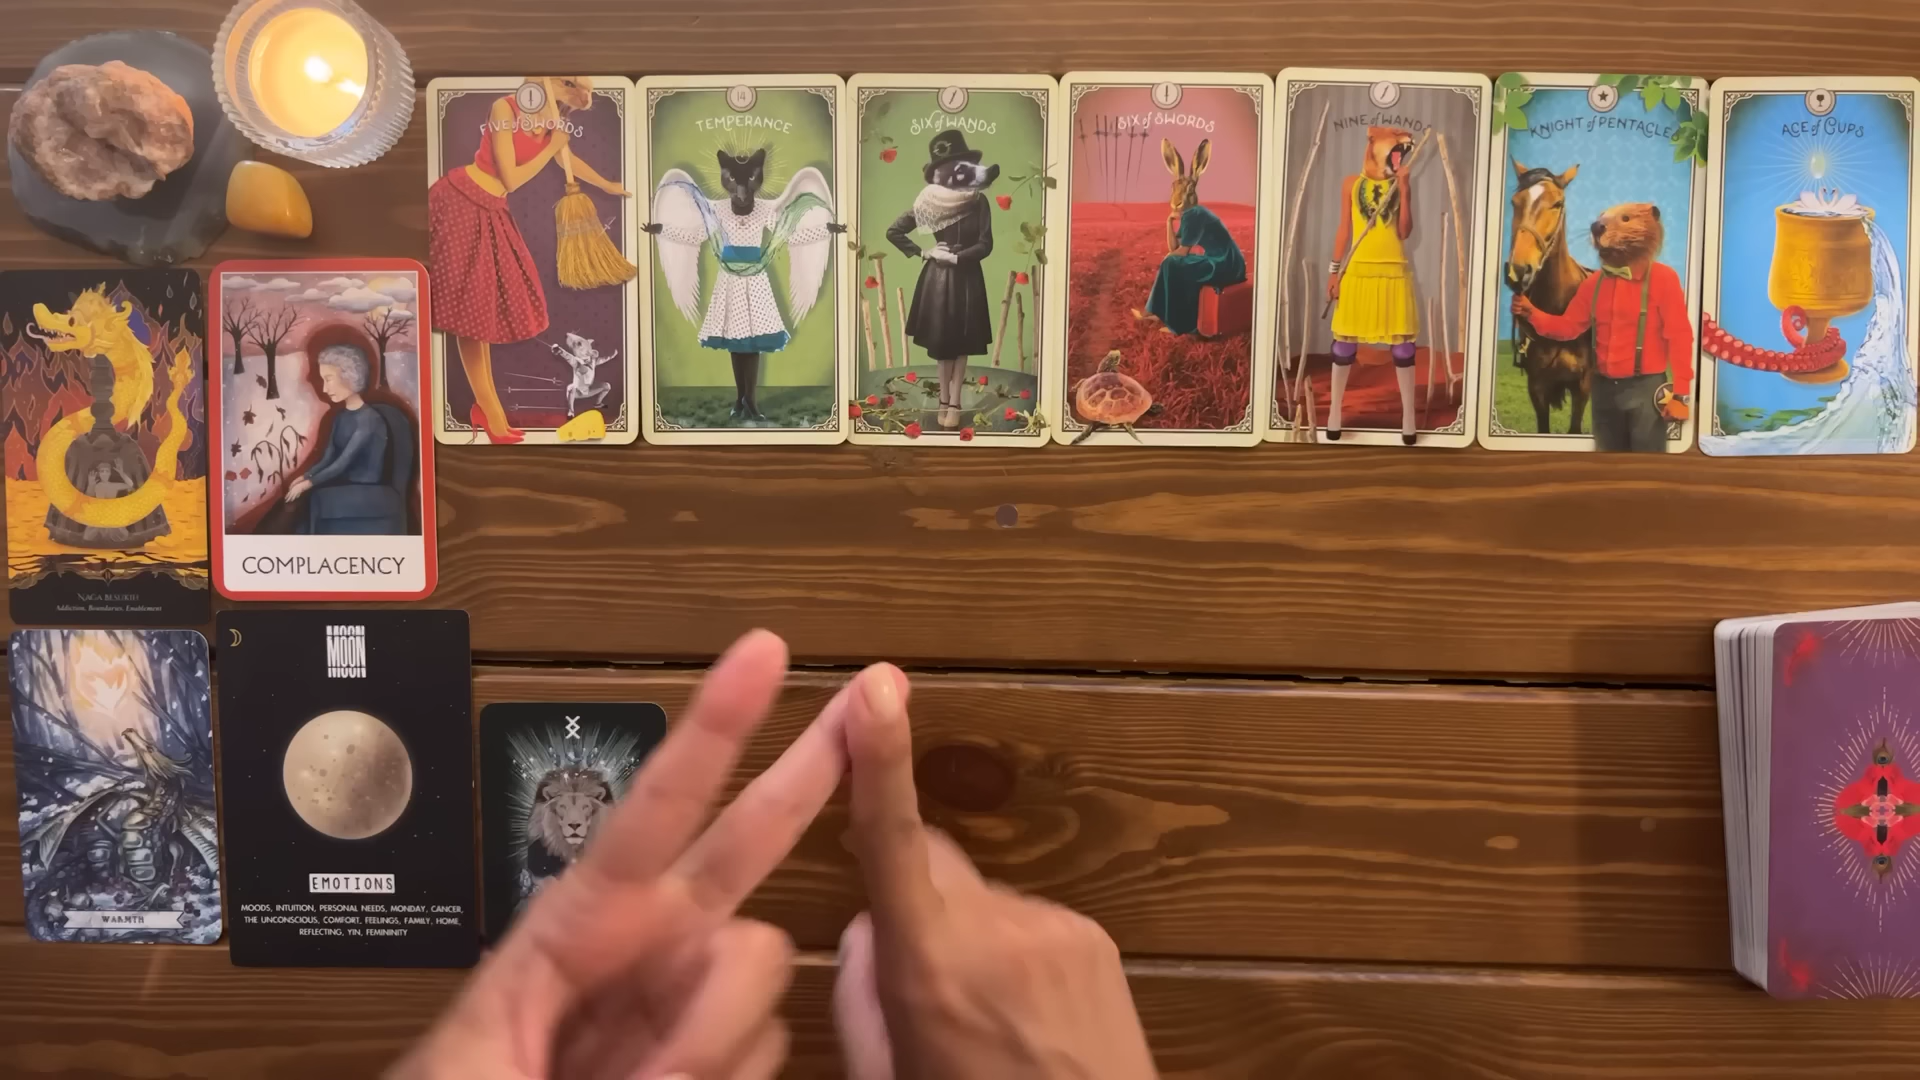 FIVE of SWORDS
14
TEMPERANCE
SIX of WANDS
SIX of SWORDS
NINE of WANDS
KNIGHT of PENTACLES
ACE of CUPS
NAGA BESUKIH
Addiction, Boundaries, Enablement
COMPLACENCY
WARMTH
MOON
EMOTIONS
MOODS, INTUITION, PERSONAL NEEDS, MONDAY, CANCER,
THE UNCONSCIOUS, COMFORT, FEELINGS, FAMILY, HOME,
REFLECTING, YIN, FEMININITY